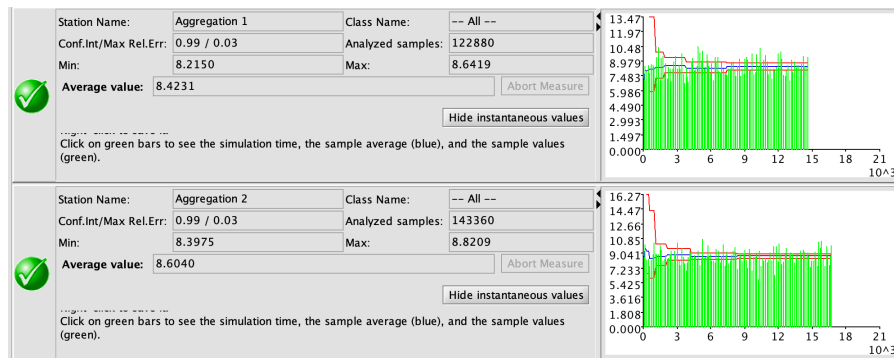 Station Name: Aggregation 1 Class Name: -- All --
Conf.Int/Max Rel.Err: 0.99 / 0.03 Analyzed samples: 122880
Min: 8.2150 Max: 8.6419
Average value: 8.4231 Abort Measure
Hide instantaneous values
Click on green bars to see the simulation time, the sample average (blue), and the sample values
(green).
13.47
11.97
10.48
8.979
7.483
5.986
4.490
2.993
1.497
0.000
0 3 6 9 12 15 18 21
10^3
Station Name: Aggregation 2 Class Name: -- All --
Conf.Int/Max Rel.Err: 0.99 / 0.03 Analyzed samples: 143360
Min: 8.3975 Max: 8.8209
Average value: 8.6040 Abort Measure
Hide instantaneous values
Click on green bars to see the simulation time, the sample average (blue), and the sample values
(green).
16.27
14.47
12.66
10.85
9.041
7.233
5.425
3.616
1.808
0.000
0 3 6 9 12 15 18 21
10^3